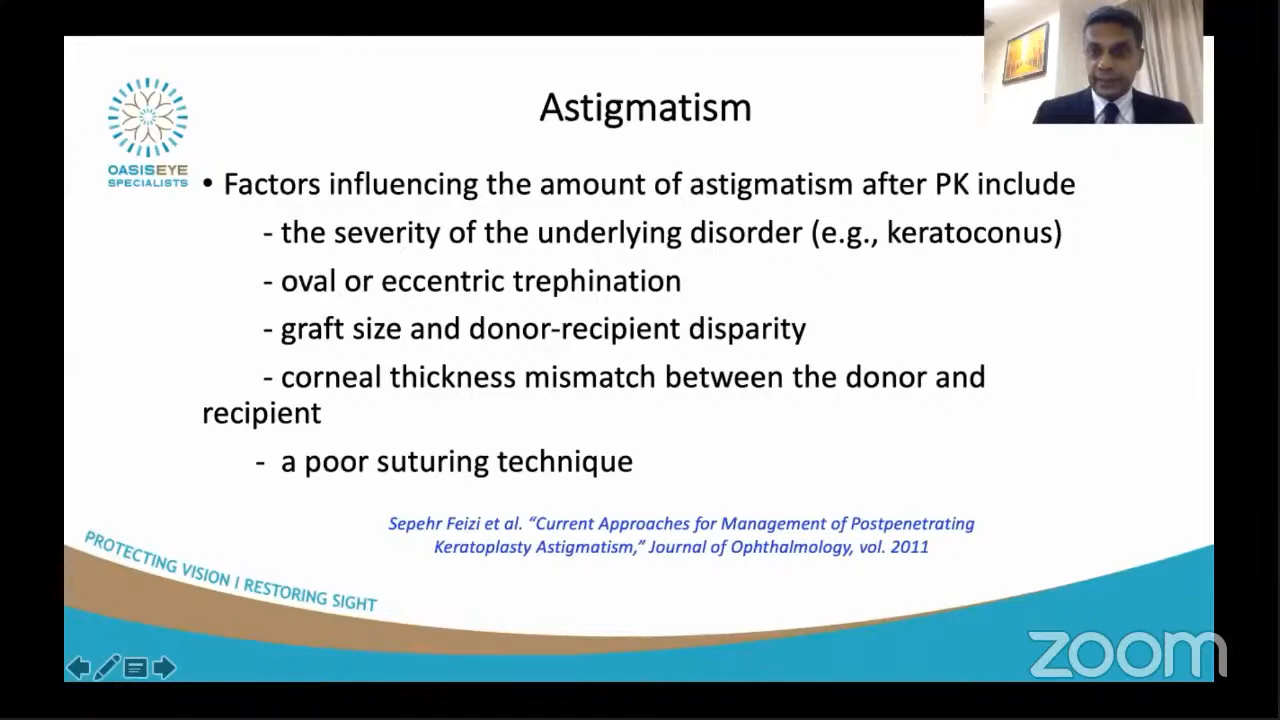 Astigmatism
OASISEYE
SPECIALISTS
• Factors influencing the amount of astigmatism after PK include
- the severity of the underlying disorder (e.g., keratoconus)
- oval or eccentric trephination
- graft size and donor-recipient disparity
- corneal thickness mismatch between the donor and
recipient
- a poor suturing technique
Sepehr Feizi et al. “Current Approaches for Management of Postpenetrating
Keratoplasty Astigmatism,” Journal of Ophthalmology, vol. 2011
PROTECTING VISION I RESTORING SIGHT
zoom